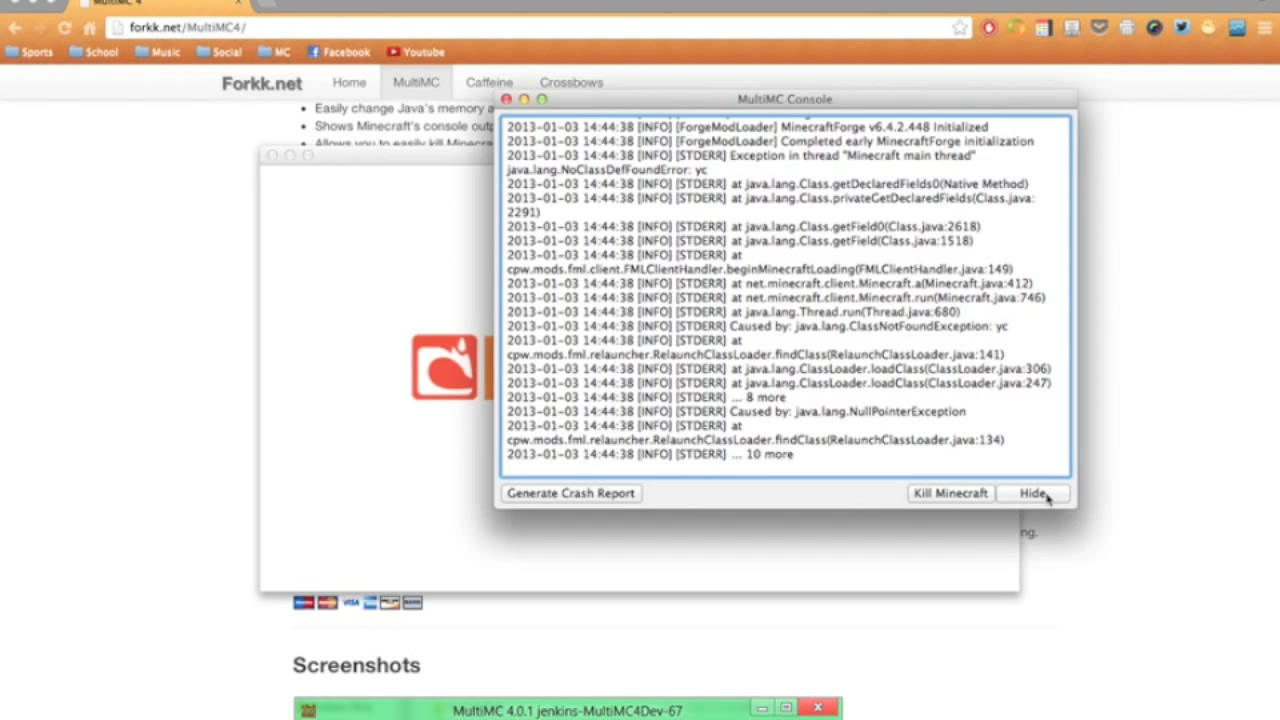 MultiMC 4
forkk.net/MultiMC4/
Sports School Music Social MC Facebook Youtube
Forkk.net Home MultiMC Caffeine Crossbows
Easily change Java's memory a
Shows Minecraft's console outp
Allows you to easily kill Minecraf
MultiMC Console
2013-01-03 14:44:38 [INFO] [ForgeModLoader] MinecraftForge v6.4.2.448 Initialized
2013-01-03 14:44:38 [INFO] [ForgeModLoader] Completed early MinecraftForge initialization
2013-01-03 14:44:38 [INFO] [STDERR] Exception in thread "Minecraft main thread"
java.lang.NoClassDefFoundError: yc
2013-01-03 14:44:38 [INFO] [STDERR] at java.lang.Class.getDeclaredFields0(Native Method)
2013-01-03 14:44:38 [INFO] [STDERR] at java.lang.Class.privateGetDeclaredFields(Class.java:
2291)
2013-01-03 14:44:38 [INFO] [STDERR] at java.lang.Class.getField0(Class.java:2618)
2013-01-03 14:44:38 [INFO] [STDERR] at java.lang.Class.getField(Class.java:1518)
2013-01-03 14:44:38 [INFO] [STDERR] at
cpw.mods.fml.client.FMLClientHandler.beginMinecraftLoading(FMLClientHandler.java:149)
2013-01-03 14:44:38 [INFO] [STDERR] at net.minecraft.client.Minecraft.a(Minecraft.java:412)
2013-01-03 14:44:38 [INFO] [STDERR] at net.minecraft.client.Minecraft.run(Minecraft.java:746)
2013-01-03 14:44:38 [INFO] [STDERR] at java.lang.Thread.run(Thread.java:680)
2013-01-03 14:44:38 [INFO] [STDERR] Caused by: java.lang.ClassNotFoundException: yc
2013-01-03 14:44:38 [INFO] [STDERR] at
cpw.mods.fml.relauncher.RelaunchClassLoader.findClass(RelaunchClassLoader.java:141)
2013-01-03 14:44:38 [INFO] [STDERR] at java.lang.ClassLoader.loadClass(ClassLoader.java:306)
2013-01-03 14:44:38 [INFO] [STDERR] at java.lang.ClassLoader.loadClass(ClassLoader.java:247)
2013-01-03 14:44:38 [INFO] [STDERR] ... 8 more
2013-01-03 14:44:38 [INFO] [STDERR] Caused by: java.lang.NullPointerException
2013-01-03 14:44:38 [INFO] [STDERR] at
cpw.mods.fml.relauncher.RelaunchClassLoader.findClass(RelaunchClassLoader.java:134)
2013-01-03 14:44:38 [INFO] [STDERR] ... 10 more
Generate Crash Report Kill Minecraft Hide
ng.
VISA
Screenshots
MultiMC 4.0.1 jenkins-MultiMC4Dev-67